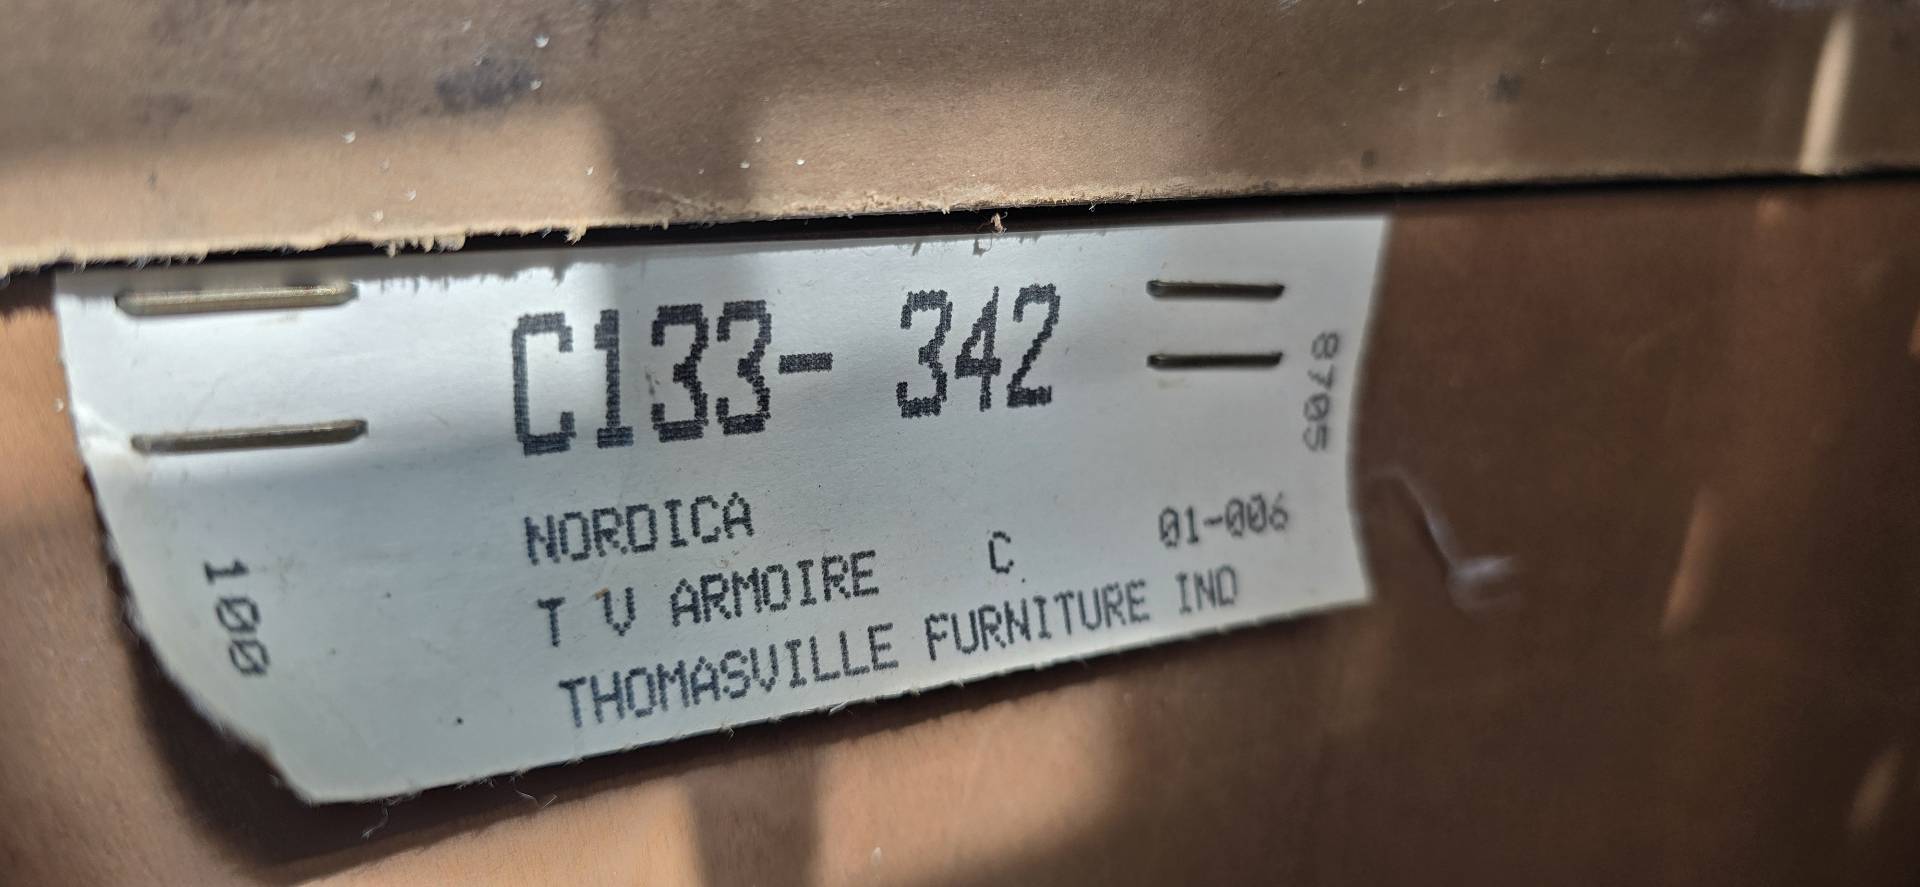 C133- 342
8705
NORDICA
T V ARMOIRE C 01-006
THOMASVILLE FURNITURE IND
100